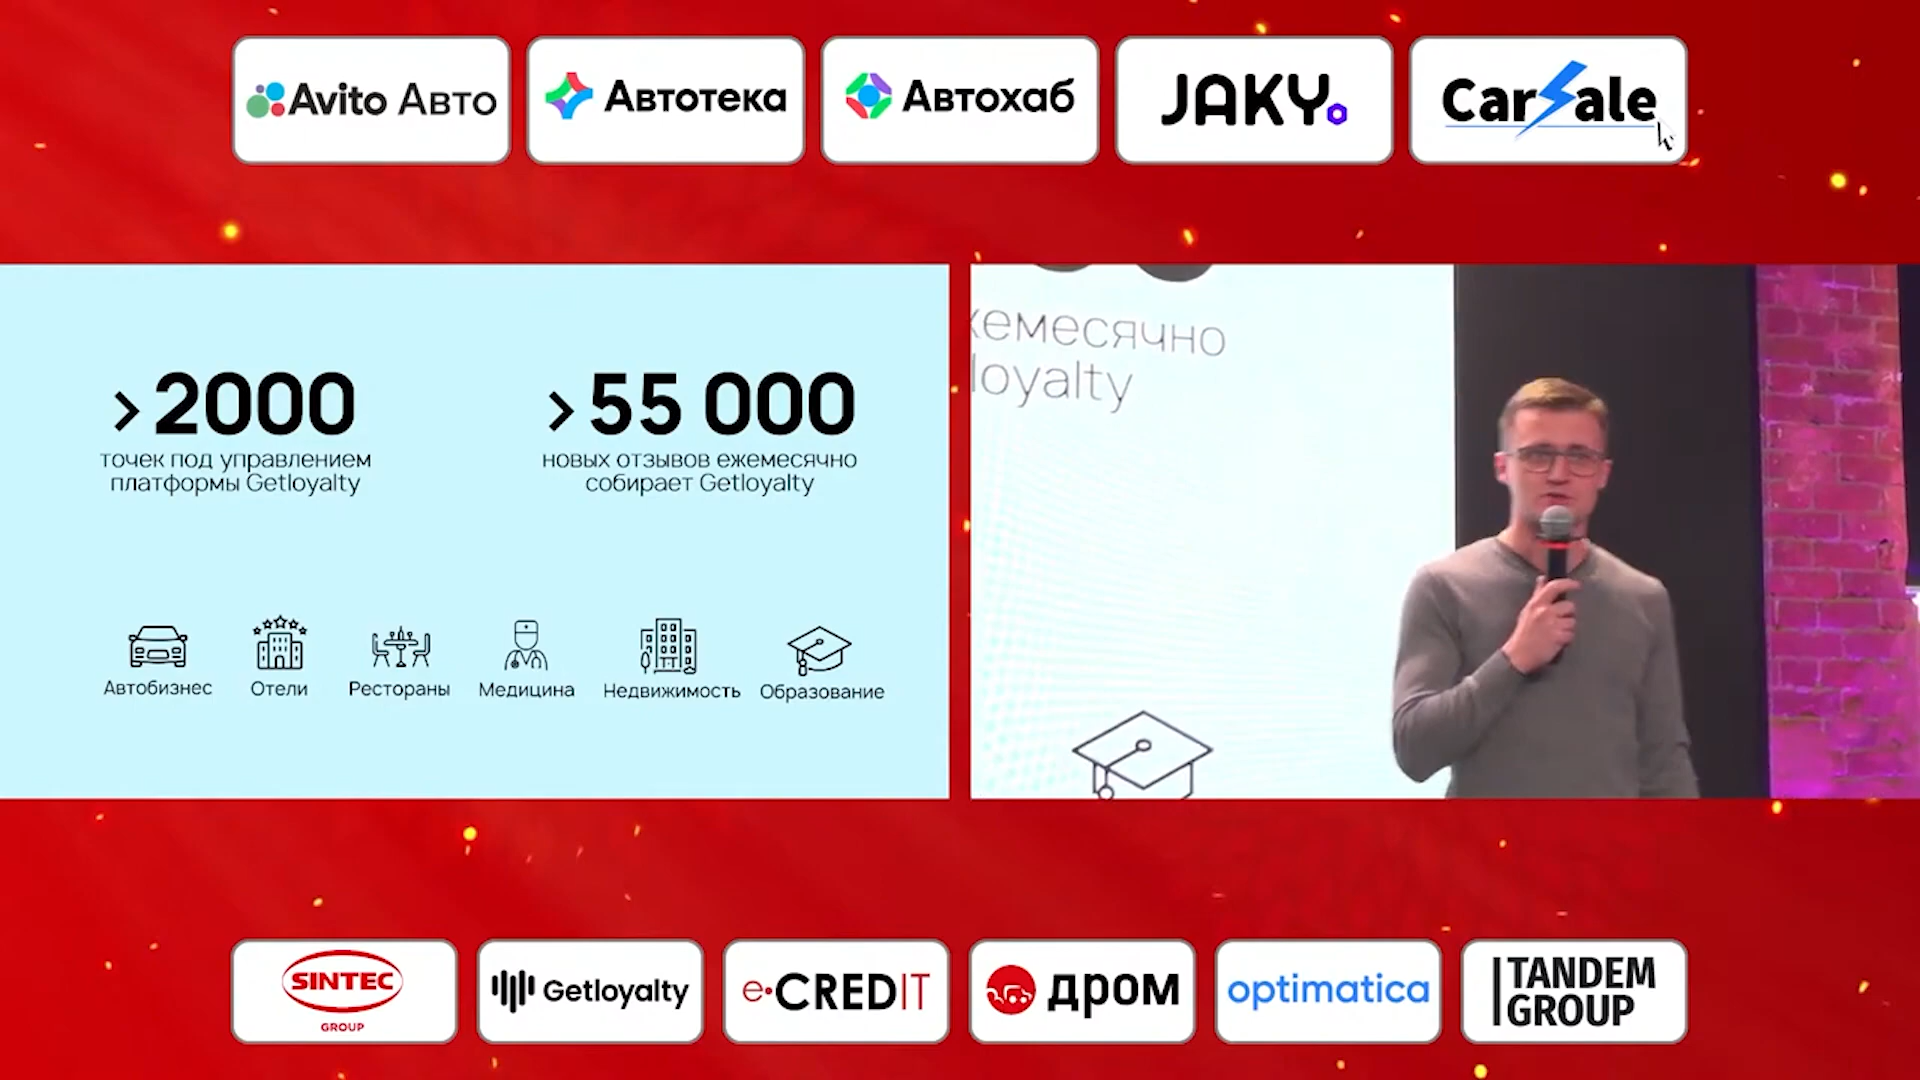 Avito Авто
Автотека
Автохаб
JAKY
CarSale
>2000
точек под управлением
платформы Getloyalty
>55 000
новых отзывов ежемесячно
собирает Getloyalty
Автобизнес
Отели
Рестораны
Медицина
Недвижимость
Образование
жемесячно
loyalty
SINTEC
GROUP
Getloyalty
e·CREDIT
дром
optimatica
TANDEM
GROUP